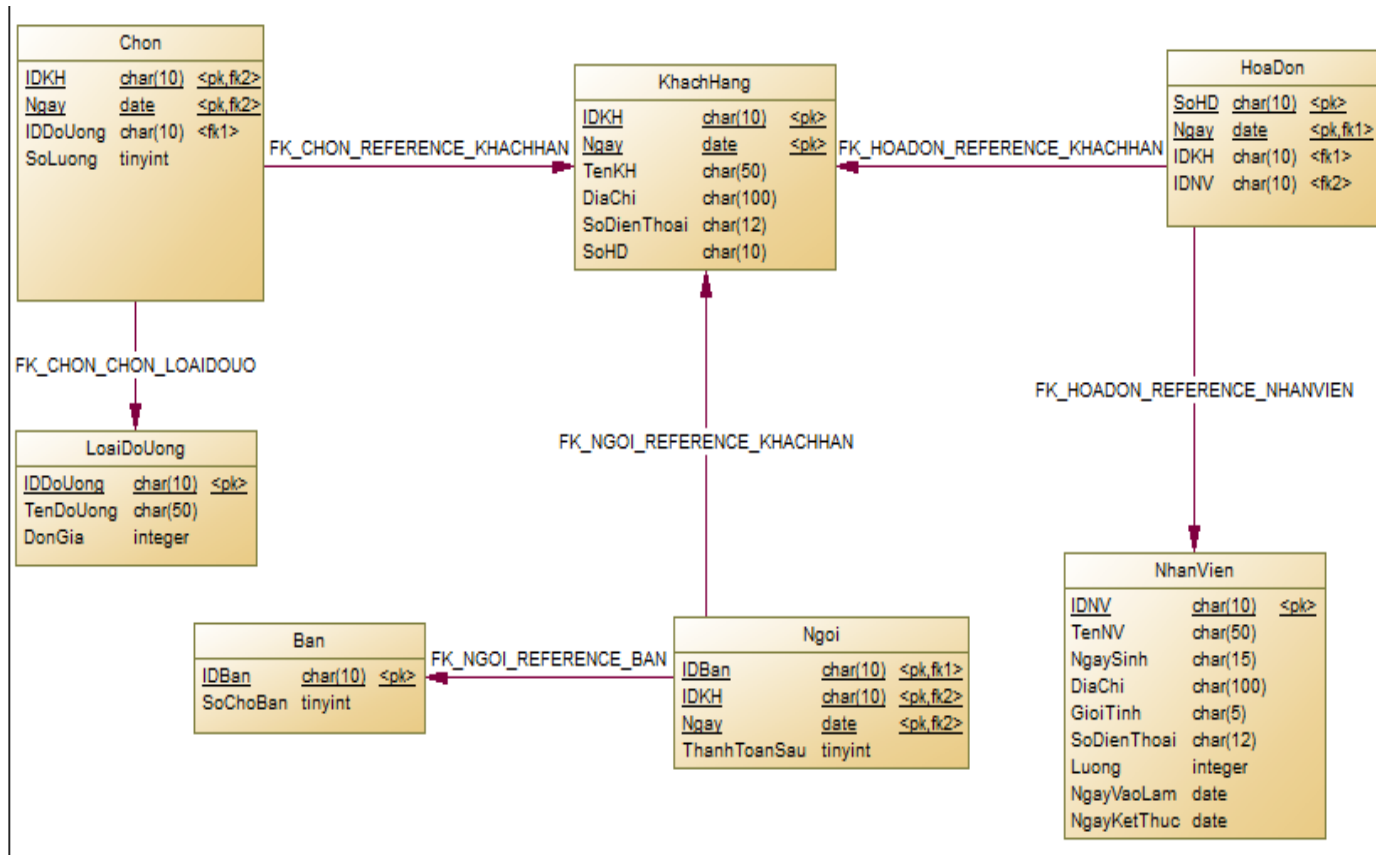 Chon
IDKH char(10) <pk,fk2>
Ngay date <pk,fk2>
IDDoUong char(10) <fk1>
SoLuong tinyint
FK_CHON_REFERENCE_KHACHHAN
KhachHang
IDKH char(10) <pk>
Ngay date <pk>
TenKH char(50)
DiaChi char(100)
SoDienThoai char(12)
SoHD char(10)
FK_HOADON_REFERENCE_KHACHHAN
HoaDon
SoHD char(10) <pk>
Ngay date <pk,fk1>
IDKH char(10) <fk1>
IDNV char(10) <fk2>
FK_CHON_CHON_LOAIDOUO
FK_HOADON_REFERENCE_NHANVIEN
LoaiDoUong
IDDoUong char(10) <pk>
TenDoUong char(50)
DonGia integer
FK_NGOI_REFERENCE_KHACHHAN
Ban
IDBan char(10) <pk>
SoChoBan tinyint
FK_NGOI_REFERENCE_BAN
Ngoi
IDBan char(10) <pk,fk1>
IDKH char(10) <pk,fk2>
Ngay date <pk,fk2>
ThanhToanSau tinyint
NhanVien
IDNV char(10) <pk>
TenNV char(50)
NgaySinh char(15)
DiaChi char(100)
GioiTinh char(5)
SoDienThoai char(12)
Luong integer
NgayVaoLam date
NgayKetThuc date